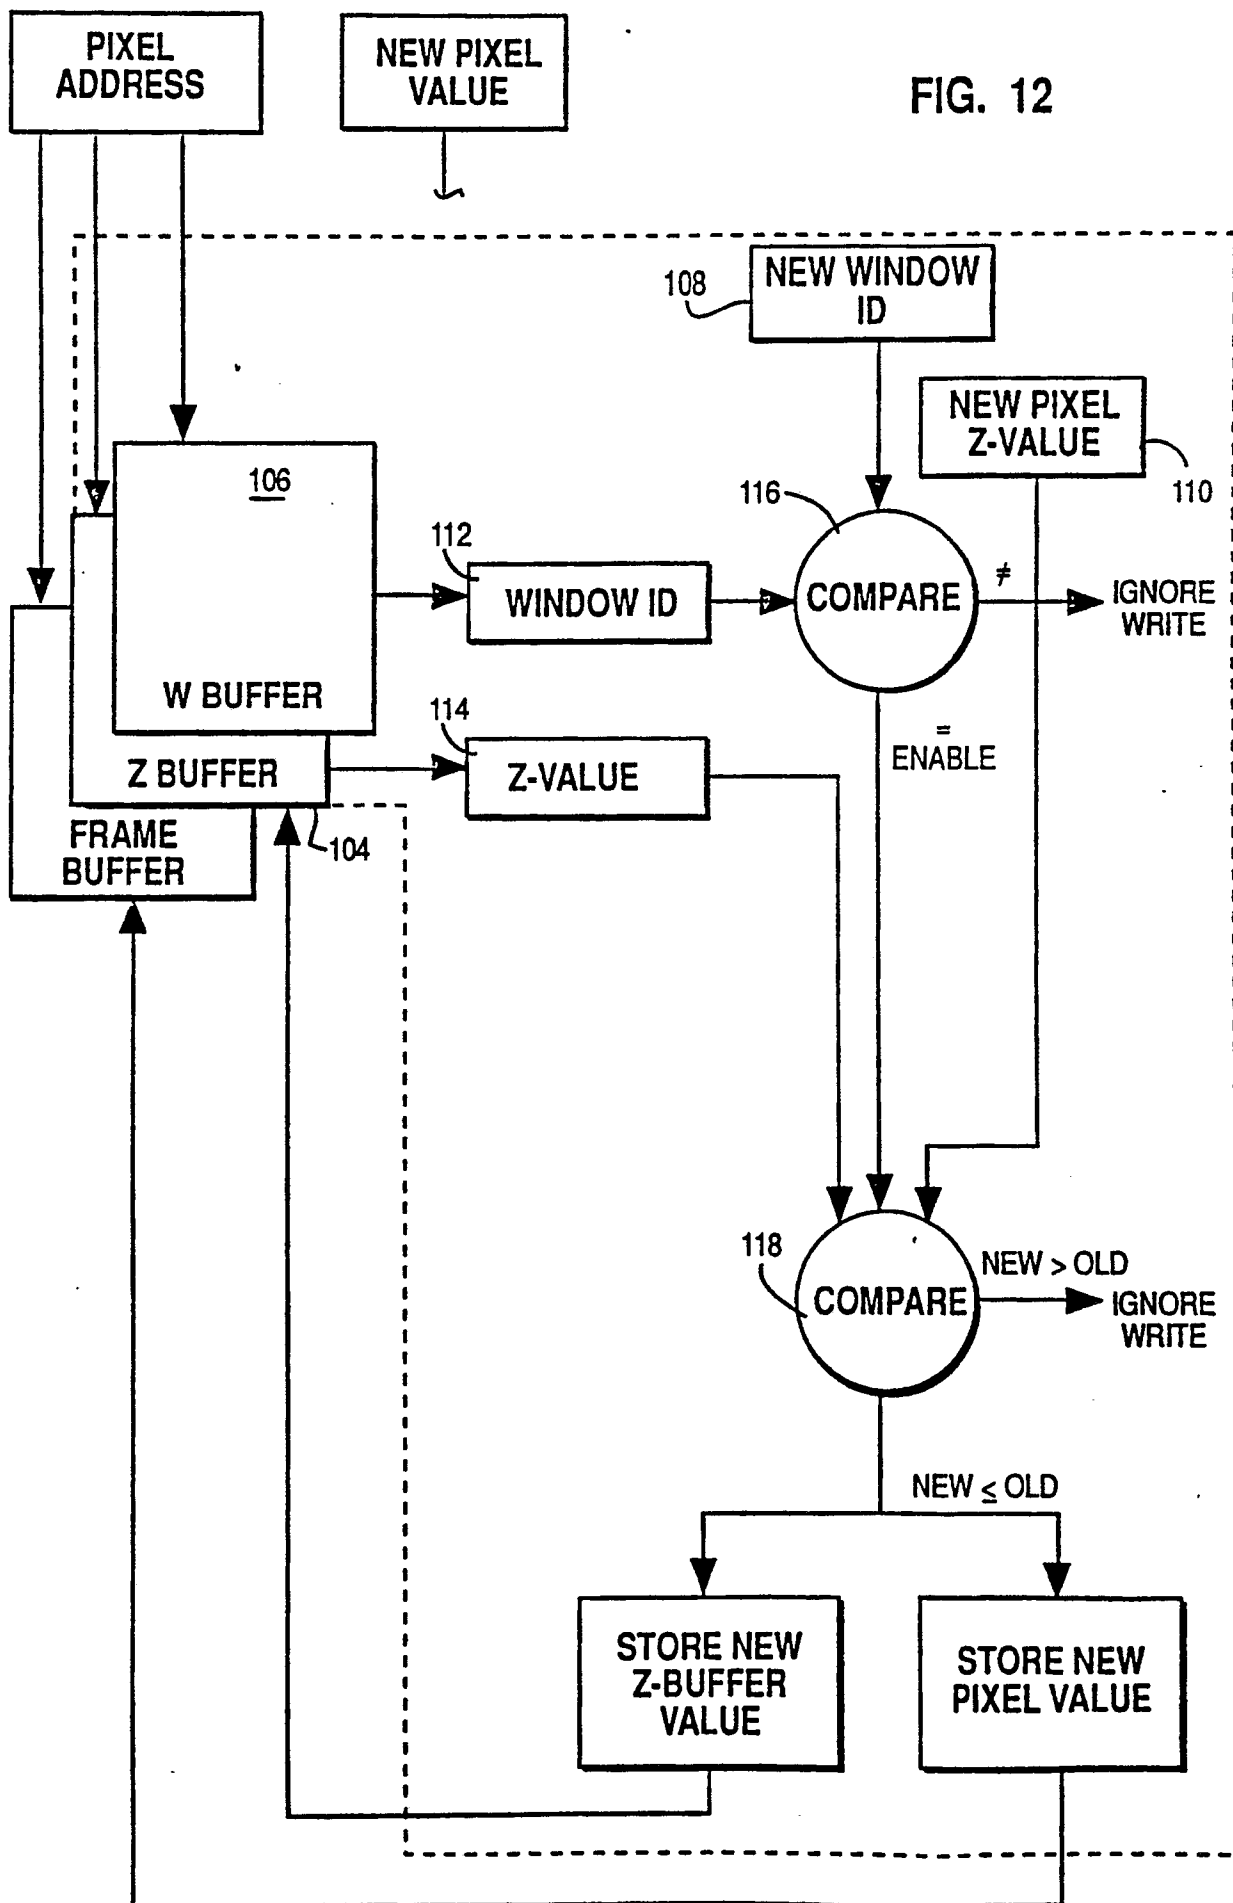 PIXEL
ADDRESS
NEW PIXEL
VALUE
FIG. 12
108
NEW WINDOW
ID
NEW PIXEL
Z-VALUE
110
106
116
112
WINDOW ID
COMPARE
≠
IGNORE
WRITE
W BUFFER
114
Z-VALUE
=
ENABLE
Z BUFFER
104
FRAME
BUFFER
118
COMPARE
NEW > OLD
IGNORE
WRITE
NEW ≤ OLD
STORE NEW
Z-BUFFER
VALUE
STORE NEW
PIXEL VALUE